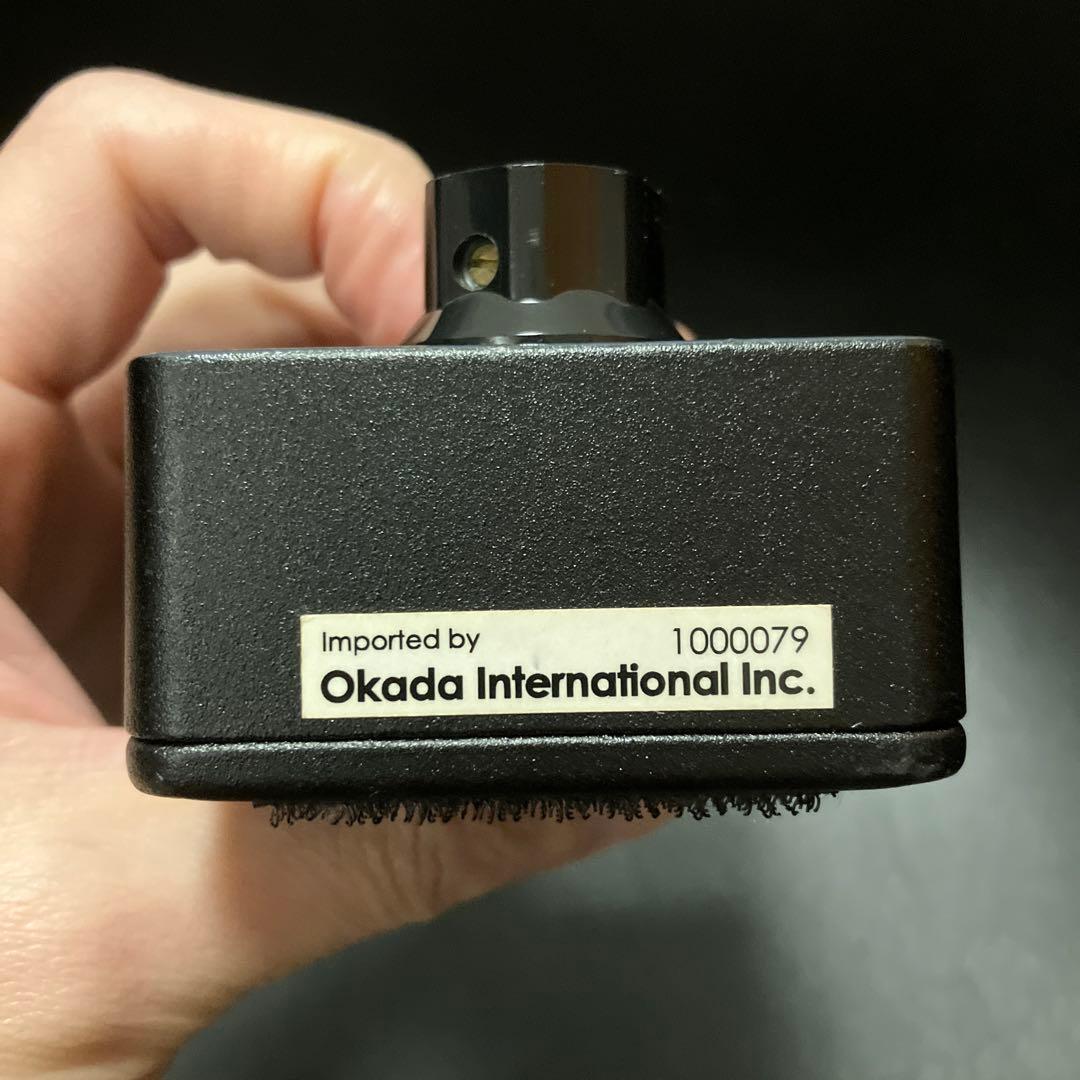 Imported by 1000079
Okada International Inc.